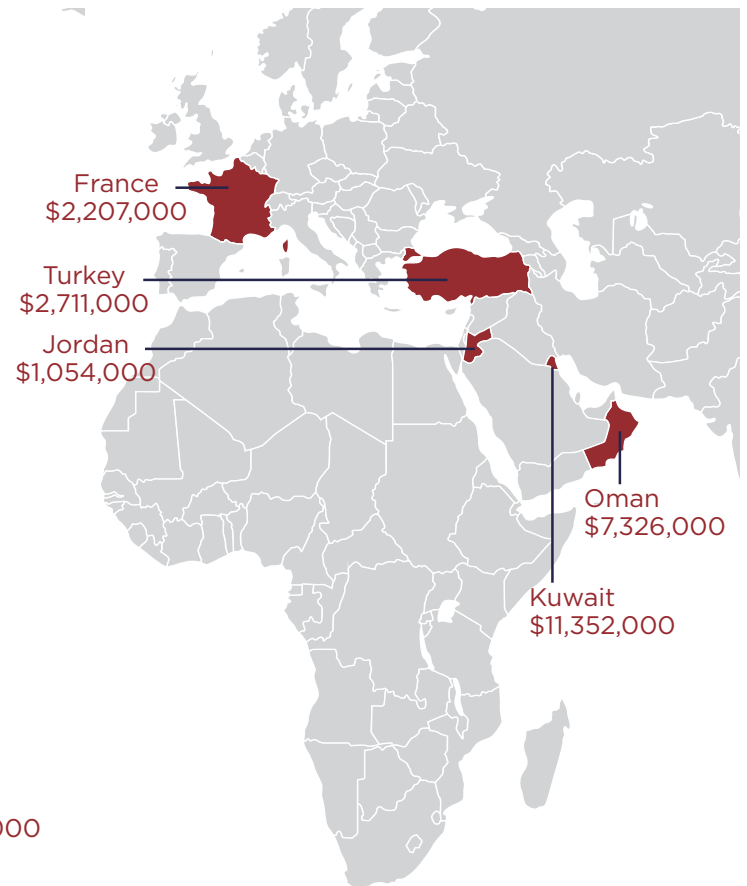 France
$2,207,000
Turkey
$2,711,000
Jordan
$1,054,000
Oman
$7,326,000
Kuwait
$11,352,000